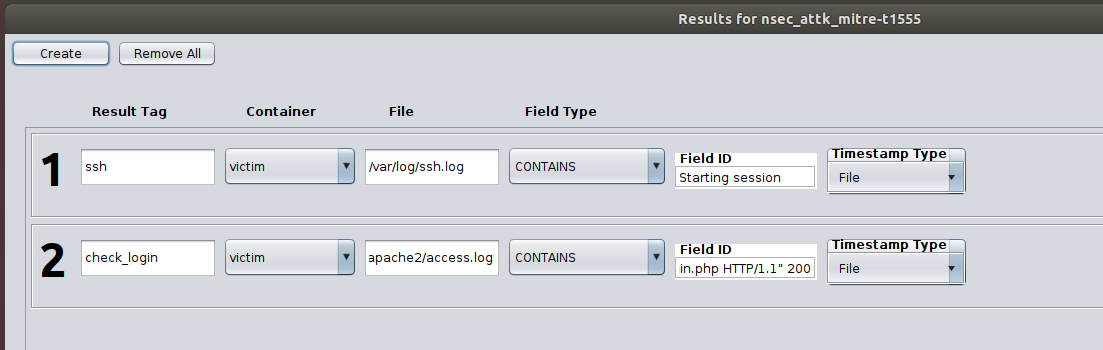 Results for nsec_attk_mitre-t1555
Create Remove All
Result Tag Container File Field Type
1 ssh victim /var/log/ssh.log CONTAINS Field ID Starting session Timestamp Type File
2 check_login victim apache2/access.log CONTAINS Field ID in.php HTTP/1.1" 200 Timestamp Type File